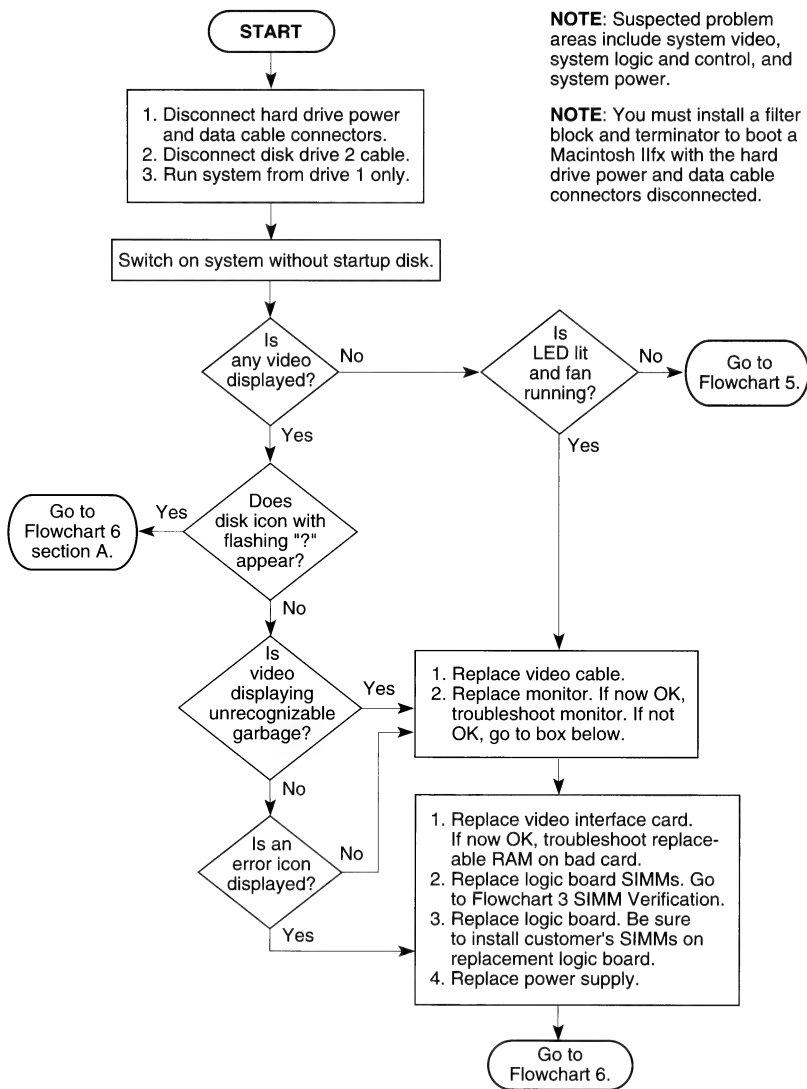 START
NOTE: Suspected problem
areas include system video,
system logic and control, and
system power.
NOTE: You must install a filter
block and terminator to boot a
Macintosh IIfx with the hard
drive power and data cable
connectors disconnected.
1. Disconnect hard drive power
and data cable connectors.
2. Disconnect disk drive 2 cable.
3. Run system from drive 1 only.
Switch on system without startup disk.
Is
any video
displayed?
No
Yes
Is
LED lit
and fan
running?
No
Yes
Go to
Flowchart 5.
Does
disk icon with
flashing "?"
appear?
Yes
No
Go to
Flowchart 6
section A.
Is
video
displaying
unrecognizable
garbage?
Yes
No
1. Replace video cable.
2. Replace monitor. If now OK,
troubleshoot monitor. If not
OK, go to box below.
Is an
error icon
displayed?
No
Yes
1. Replace video interface card.
If now OK, troubleshoot replace-
able RAM on bad card.
2. Replace logic board SIMMs. Go
to Flowchart 3 SIMM Verification.
3. Replace logic board. Be sure
to install customer's SIMMs on
replacement logic board.
4. Replace power supply.
Go to
Flowchart 6.